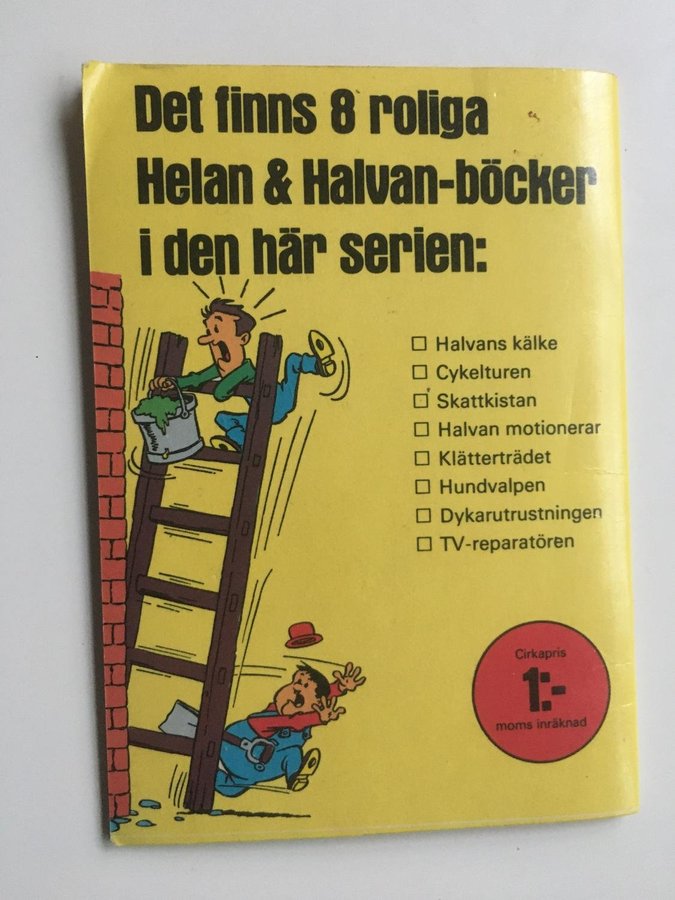 Det finns 8 roliga
Helan & Halvan-böcker
i den här serien:
☐ Halvans kälke
☐ Cykelturen
☐ Skattkistan
☐ Halvan motionerar
☐ Klätterträdet
☐ Hundvalpen
☐ Dykarutrustningen
☐ TV-reparatören
Cirkapris
1:-
moms inräknad